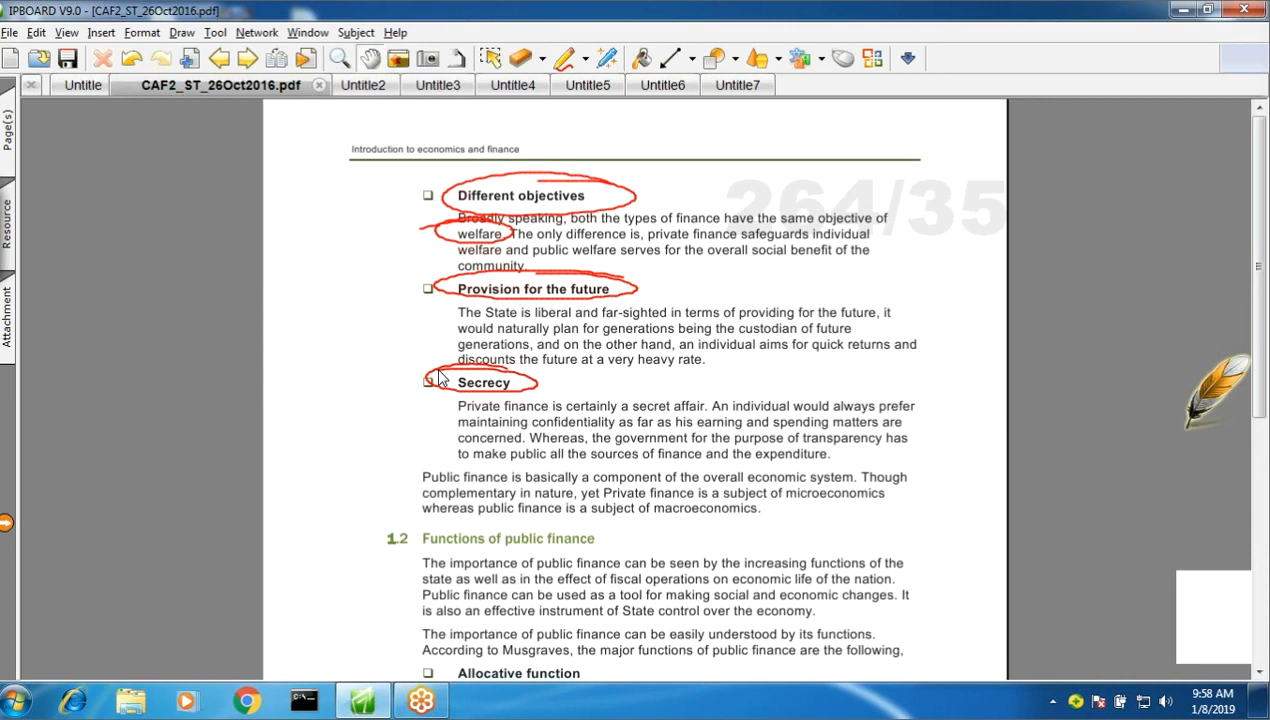 IPBOARD V9.0 - [CAF2_ST_26Oct2016.pdf]
File Edit View Insert Format Draw Tool Network Window Subject Help
Untitle CAF2_ST_26Oct2016.pdf Untitle2 Untitle3 Untitle4 Untitle5 Untitle6 Untitle7
Page(s)
Resource
Attachment
Introduction to economics and finance
264/35
Different objectives
Broadly speaking, both the types of finance have the same objective of
welfare. The only difference is, private finance safeguards individual
welfare and public welfare serves for the overall social benefit of the
community.
Provision for the future
The State is liberal and far-sighted in terms of providing for the future, it
would naturally plan for generations being the custodian of future
generations, and on the other hand, an individual aims for quick returns and
discounts the future at a very heavy rate.
Secrecy
Private finance is certainly a secret affair. An individual would always prefer
maintaining confidentiality as far as his earning and spending matters are
concerned. Whereas, the government for the purpose of transparency has
to make public all the sources of finance and the expenditure.
Public finance is basically a component of the overall economic system. Though
complementary in nature, yet Private finance is a subject of microeconomics
whereas public finance is a subject of macroeconomics.
1.2 Functions of public finance
The importance of public finance can be seen by the increasing functions of the
state as well as in the effect of fiscal operations on economic life of the nation.
Public finance can be used as a tool for making social and economic changes. It
is also an effective instrument of State control over the economy.
The importance of public finance can be easily understood by its functions.
According to Musgraves, the major functions of public finance are the following,
Allocative function
9:58 AM
1/8/2019